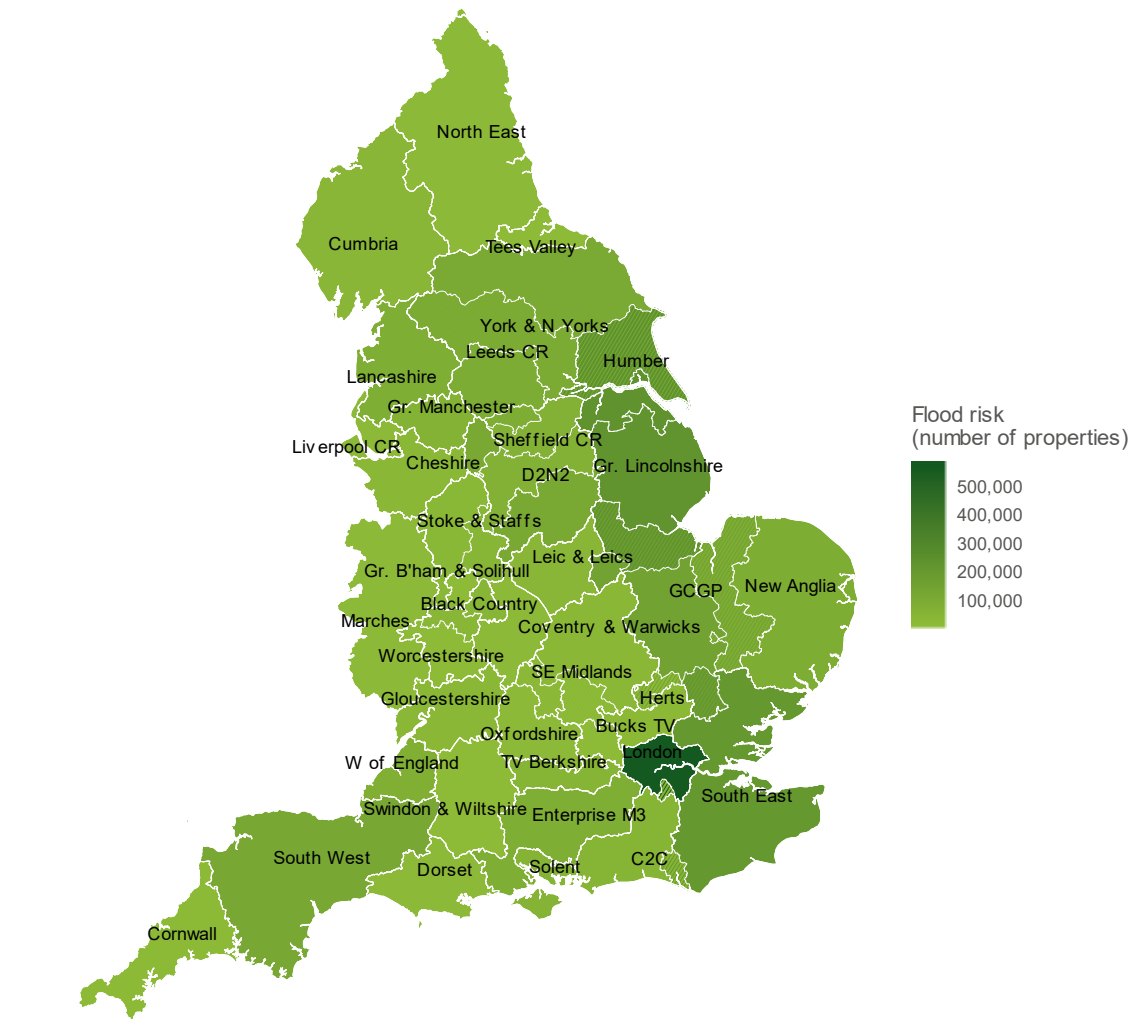 North East
Cumbria
Tees Valley
York & N Yorks
Leeds CR
Humber
Lancashire
Gr. Manchester
Liverpool CR
Sheffield CR
Cheshire
Gr. Lincolnshire
D2N2
Stoke & Staffs
Leic & Leics
Gr. B'ham & Solihull
GCGP
New Anglia
Black Country
Marches
Coventry & Warwicks
Worcestershire
SE Midlands
Gloucestershire
Herts
Bucks TV
Oxfordshire
London
W of England
TV Berkshire
South East
Swindon & Wiltshire
Enterprise M3
South West
C2C
Dorset
Solent
Cornwall
Flood risk
(number of properties)
500,000
400,000
300,000
200,000
100,000